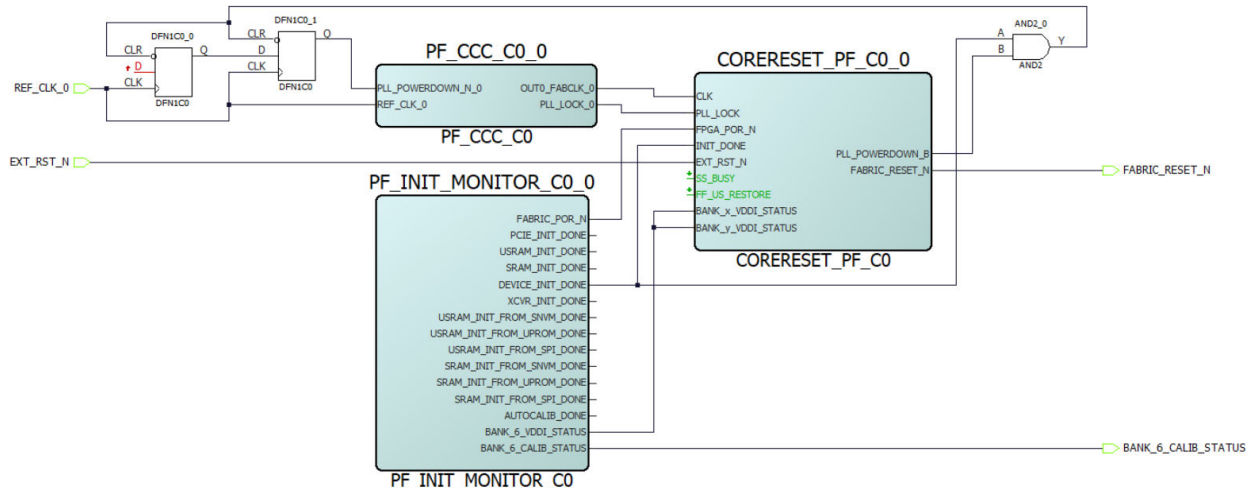 DFN1C0_1
AND2_0
DFN1C0_0
CLR
Q
A
Y
CLR
Q
D
B
D
CLK
AND2
CLK
DFN1C0
REF_CLK_0
DFN1C0
PF_CCC_C0_0
PLL_POWERDOWN_N_0
OUT0_FABCLK_0
REF_CLK_0
PLL_LOCK_0
PF_CCC_C0
CORERESET_PF_C0_0
CLK
PLL_LOCK
FPGA_POR_N
INIT_DONE
EXT_RST_N
SS_BUSY
FF_US_RESTORE
BANK_x_VDDI_STATUS
BANK_y_VDDI_STATUS
PLL_POWERDOWN_B
FABRIC_RESET_N
CORERESET_PF_C0
EXT_RST_N
FABRIC_RESET_N
PF_INIT_MONITOR_C0_0
FABRIC_POR_N
PCIE_INIT_DONE
USRAM_INIT_DONE
SRAM_INIT_DONE
DEVICE_INIT_DONE
XCVR_INIT_DONE
USRAM_INIT_FROM_SNVM_DONE
USRAM_INIT_FROM_UPROM_DONE
USRAM_INIT_FROM_SPI_DONE
SRAM_INIT_FROM_SNVM_DONE
SRAM_INIT_FROM_UPROM_DONE
SRAM_INIT_FROM_SPI_DONE
AUTOCALIB_DONE
BANK_6_VDDI_STATUS
BANK_6_CALIB_STATUS
PF_INIT_MONITOR_C0
BANK_6_CALIB_STATUS